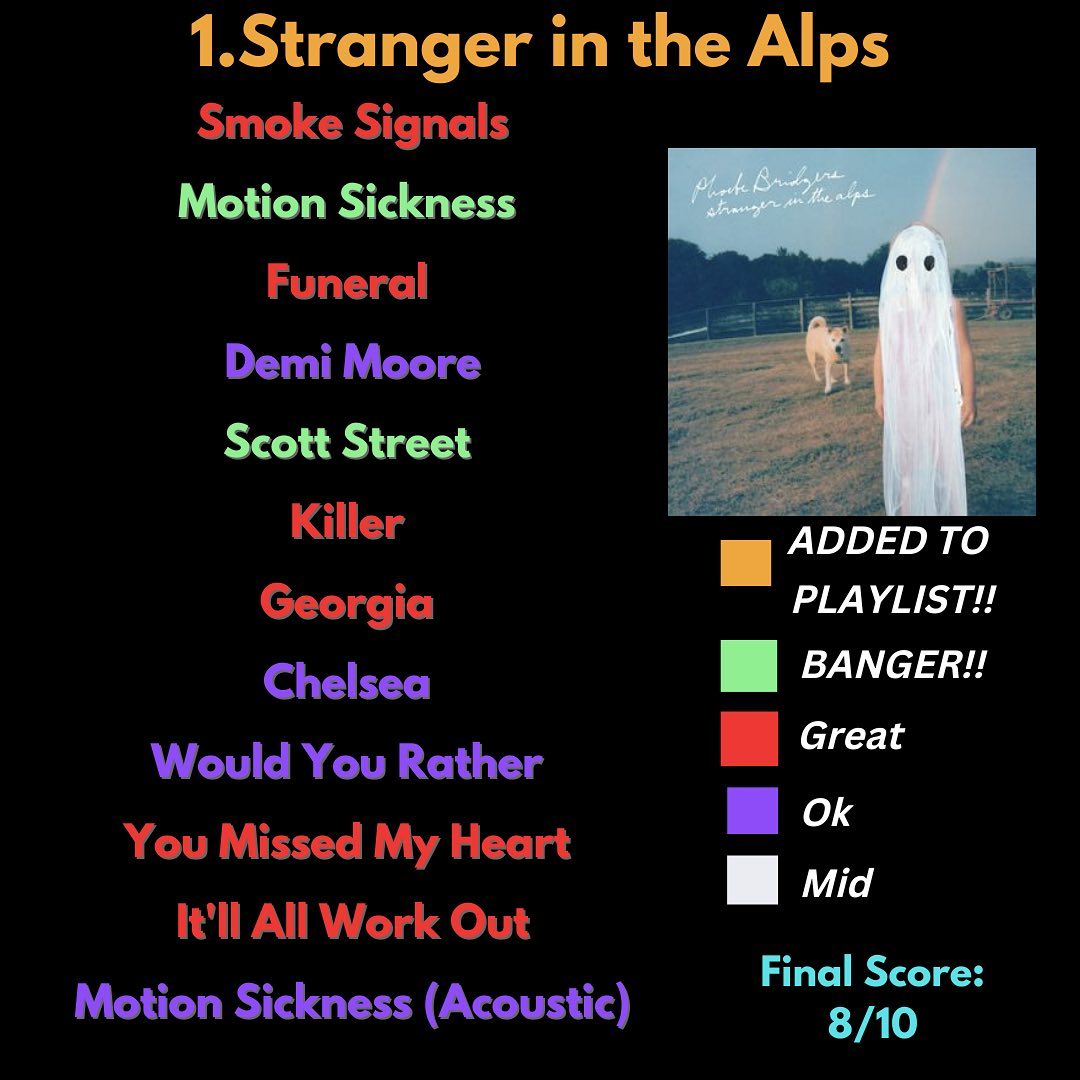 1.Stranger in the Alps
Smoke Signals
Motion Sickness
Funeral
Demi Moore
Scott Street
Killer
Georgia
Chelsea
Would You Rather
You Missed My Heart
It'll All Work Out
Motion Sickness (Acoustic)
Phoebe Bridgers
stranger in the alps
ADDED TO
PLAYLIST!!
BANGER!!
Great
Ok
Mid
Final Score:
8/10